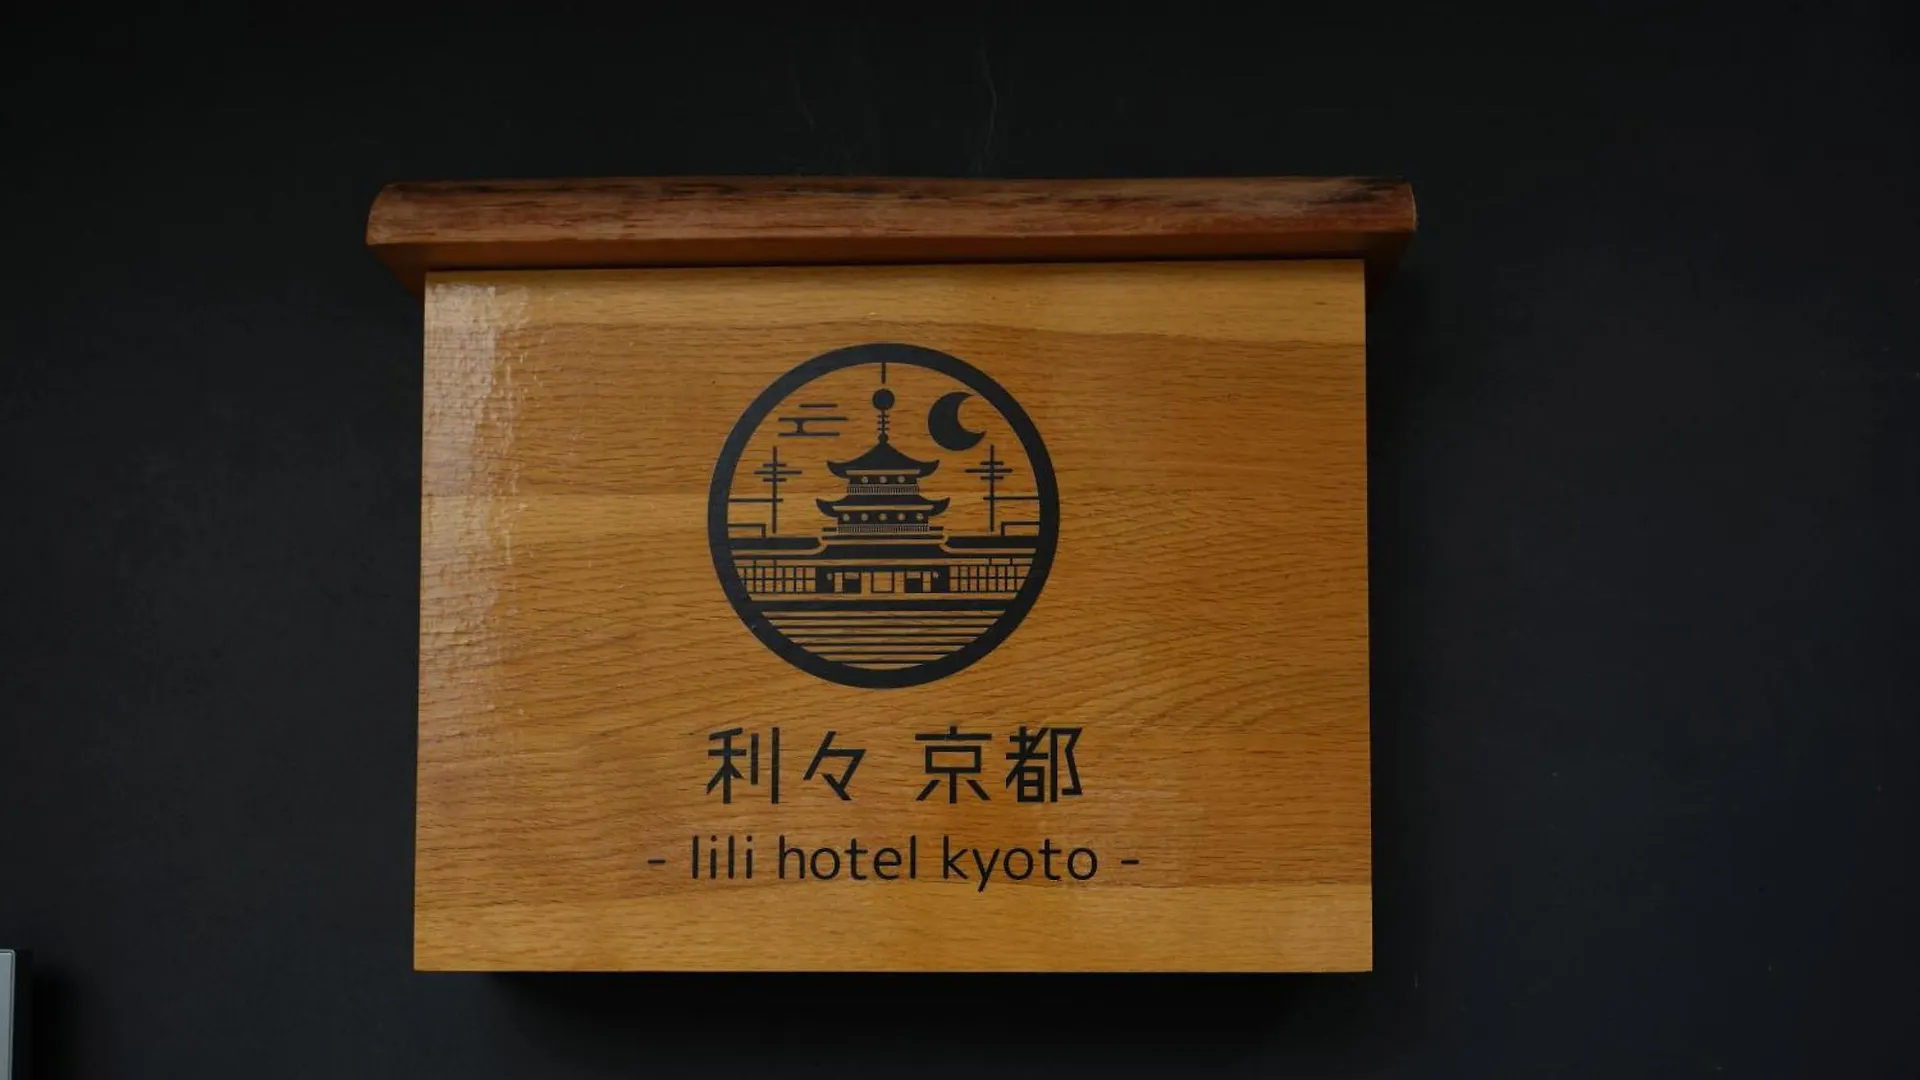 利々 京都
- lili hotel kyoto -